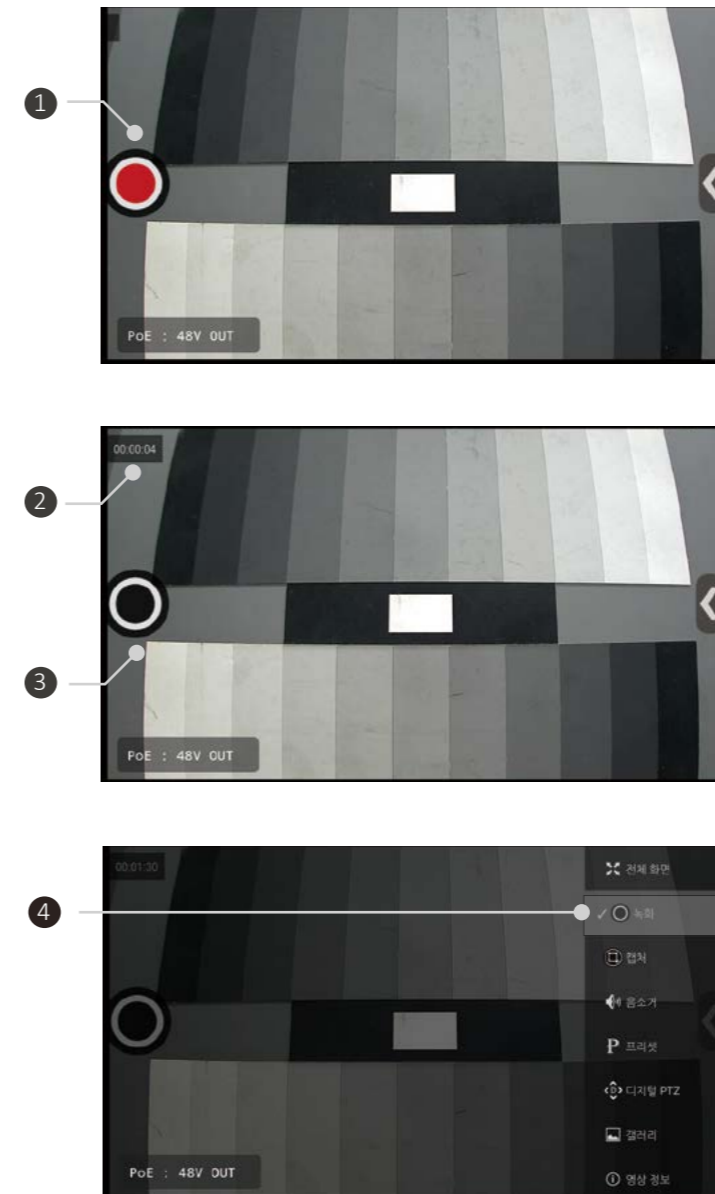 1
PoE : 48V OUT
00:00:04
2
3
PoE : 48V OUT
00:01:30
전체 화면
4
✓ 녹화
캡처
음소거
P 프리셋
디지털 PTZ
갤러리
영상 정보
PoE : 48V OUT